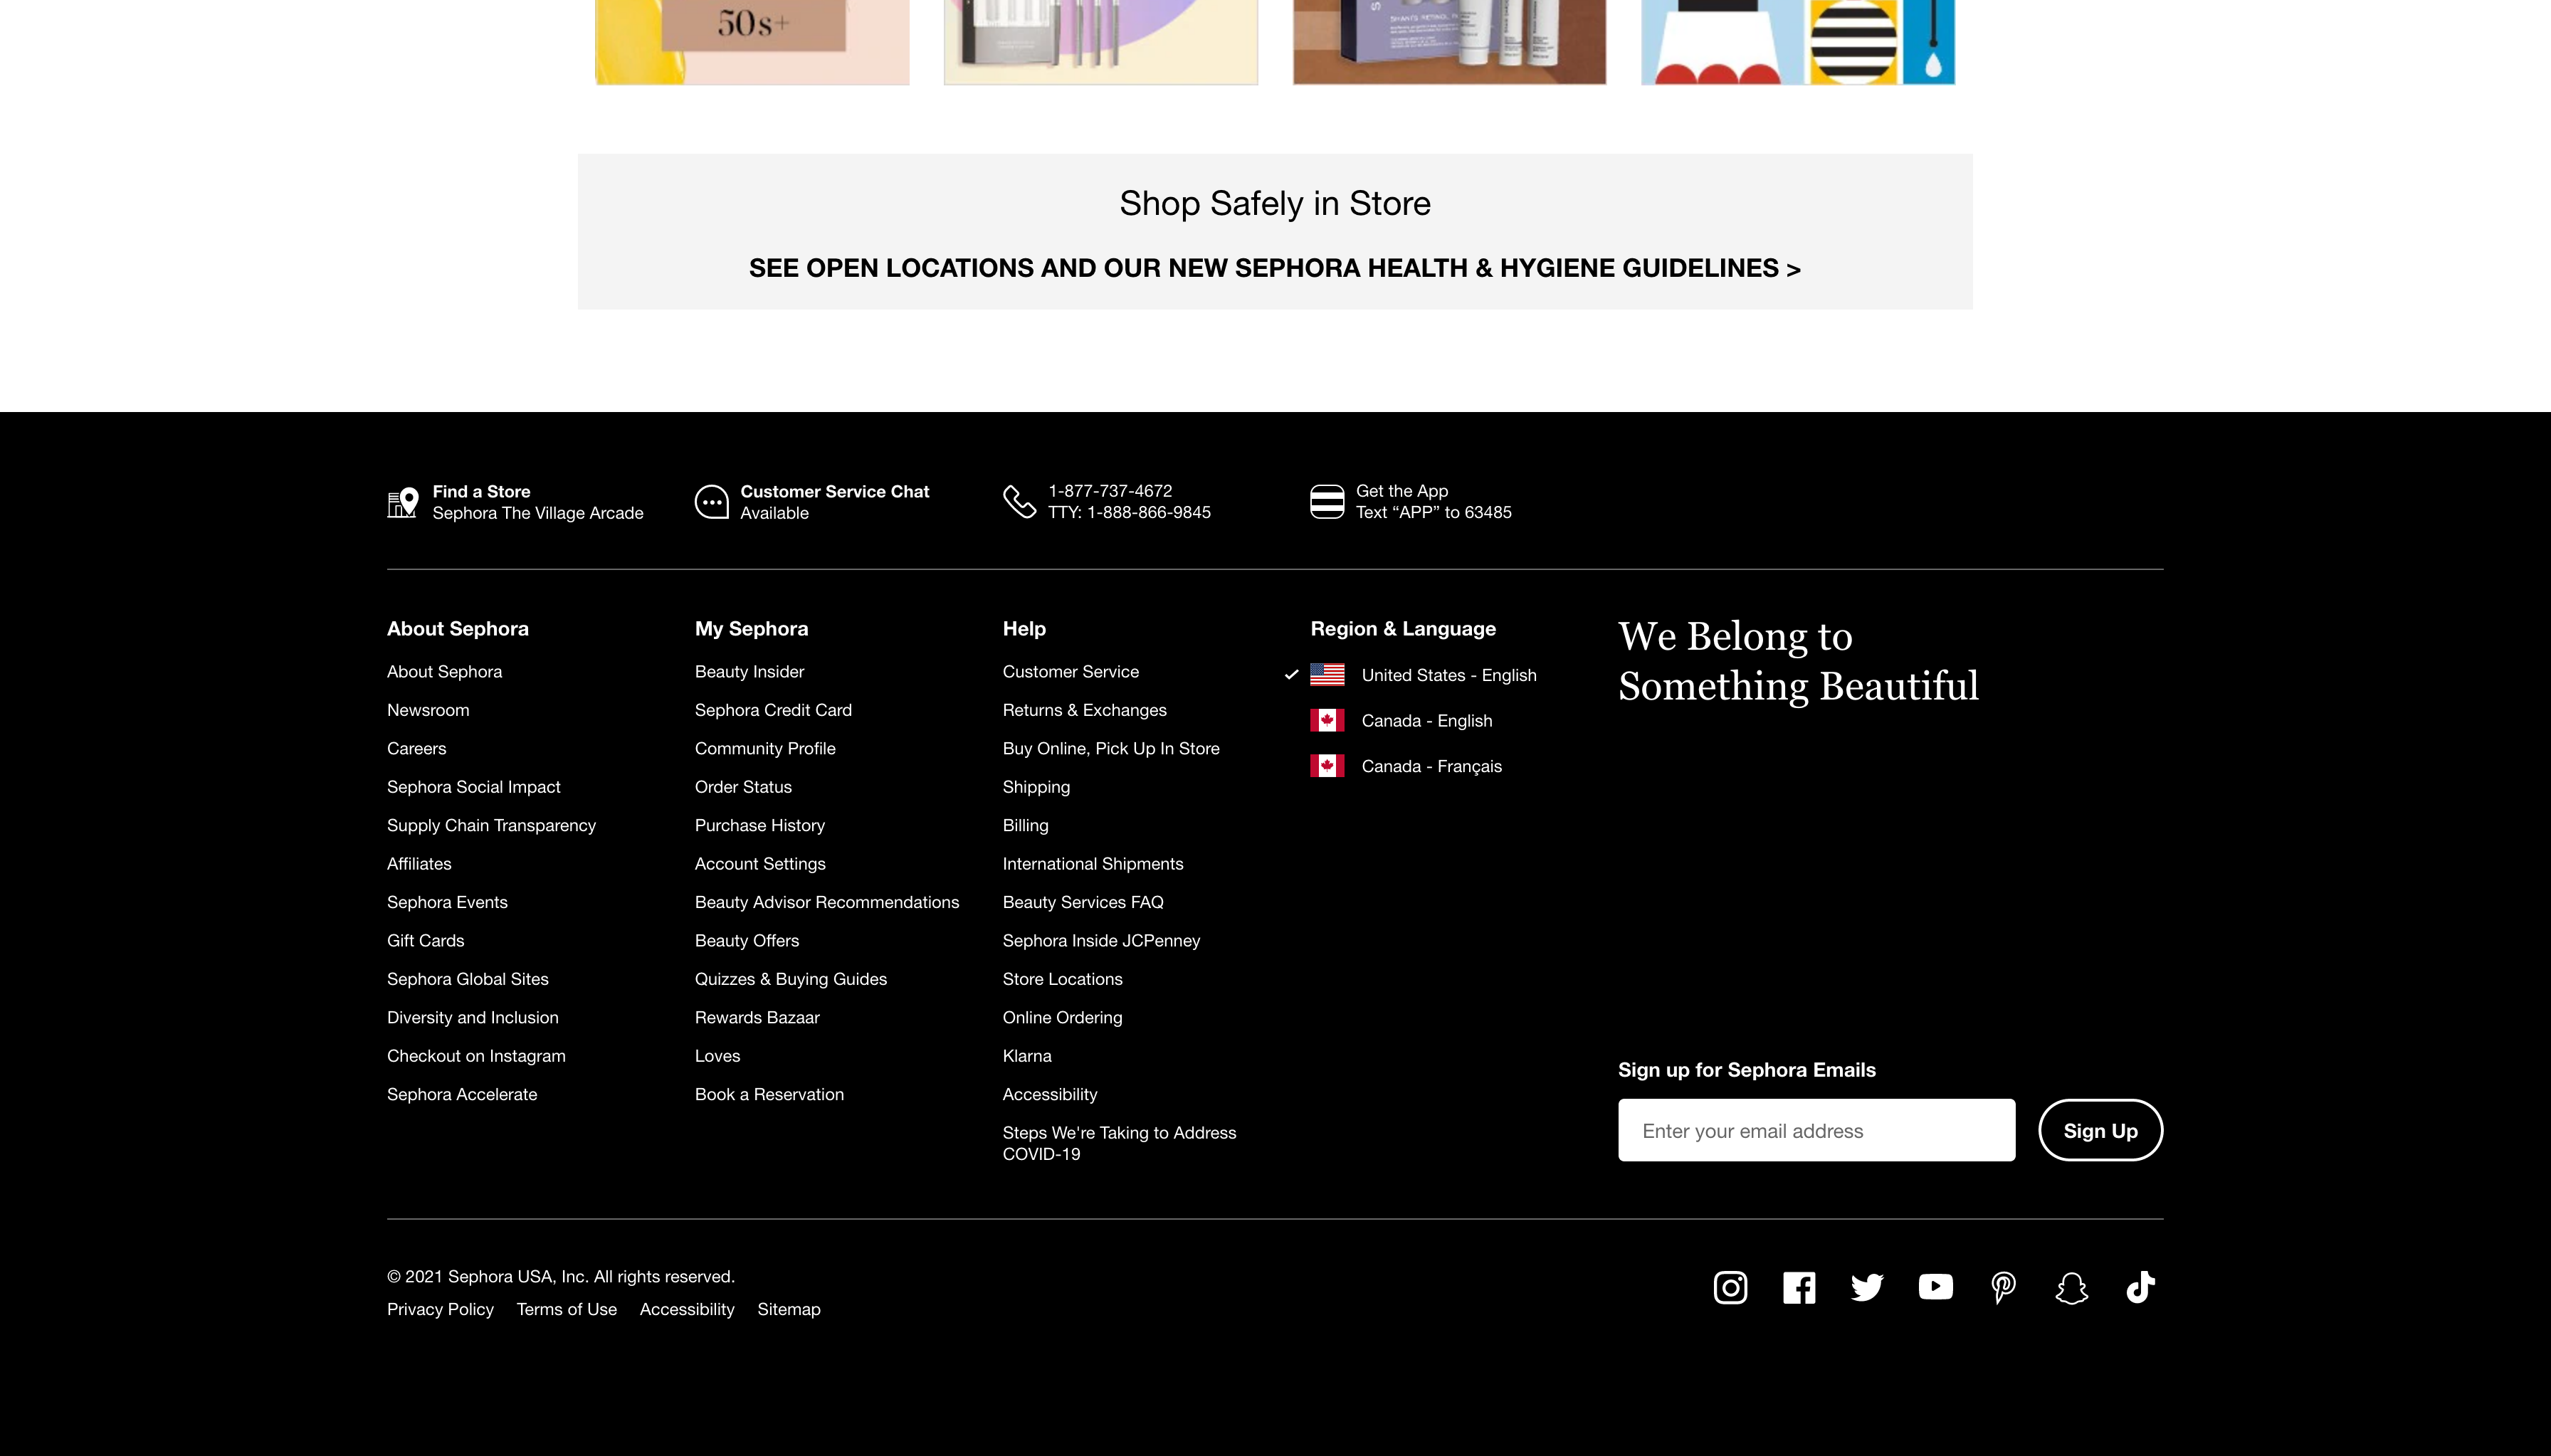 50s+
Shop Safely in Store
SEE OPEN LOCATIONS AND OUR NEW SEPHORA HEALTH & HYGIENE GUIDELINES >
Find a Store
Sephora The Village Arcade
Customer Service Chat
Available
1-877-737-4672
TTY: 1-888-866-9845
Get the App
Text “APP” to 63485
About Sephora
About Sephora
Newsroom
Careers
Sephora Social Impact
Supply Chain Transparency
Affiliates
Sephora Events
Gift Cards
Sephora Global Sites
Diversity and Inclusion
Checkout on Instagram
Sephora Accelerate
My Sephora
Beauty Insider
Sephora Credit Card
Community Profile
Order Status
Purchase History
Account Settings
Beauty Advisor Recommendations
Beauty Offers
Quizzes & Buying Guides
Rewards Bazaar
Loves
Book a Reservation
Help
Customer Service
Returns & Exchanges
Buy Online, Pick Up In Store
Shipping
Billing
International Shipments
Beauty Services FAQ
Sephora Inside JCPenney
Store Locations
Online Ordering
Klarna
Accessibility
Steps We're Taking to Address
COVID-19
Region & Language
United States - English
Canada - English
Canada - Français
We Belong to
Something Beautiful
Sign up for Sephora Emails
Enter your email address
Sign Up
© 2021 Sephora USA, Inc. All rights reserved.
Privacy Policy Terms of Use Accessibility Sitemap